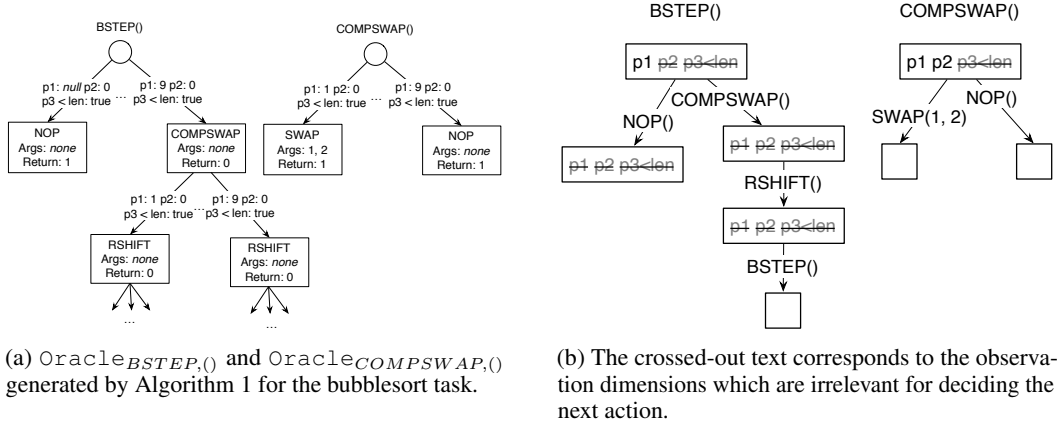 BSTEP()
COMPSWAP()
p1: null p2: 0
p3 < len: true
...
p1: 9 p2: 0
p3 < len: true
p1: 1 p2: 0
p3 < len: true
...
p1: 9 p2: 0
p3 < len: true
NOP
Args: none
Return: 1
COMPSWAP
Args: none
Return: 0
SWAP
Args: 1, 2
Return: 1
NOP
Args: none
Return: 1
p1: 1 p2: 0
p3 < len: true
...
p1: 9 p2: 0
p3 < len: true
RSHIFT
Args: none
Return: 0
RSHIFT
Args: none
Return: 0
...
...
(a) Oracle_{BSTEP,()} and Oracle_{COMPSWAP,()}
generated by Algorithm 1 for the bubblesort task.
BSTEP()
COMPSWAP()
p1 p2 p3<len
p1 p2 p3<len
COMPSWAP()
NOP()
NOP()
SWAP(1, 2)
p1 p2 p3<len
p1 p2 p3<len
RSHIFT()
p1 p2 p3<len
BSTEP()
(b) The crossed-out text corresponds to the observa-
tion dimensions which are irrelevant for deciding the
next action.